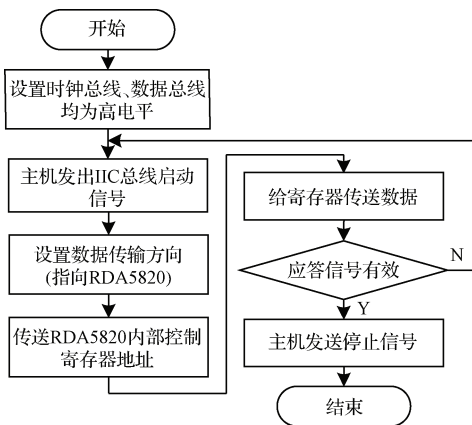 开始
设置时钟总线、数据总线
均为高电平
主机发出IIC总线启动
信号
设置数据传输方向
(指向RDA5820)
传送RDA5820内部控制
寄存器地址
给寄存器传送数据
应答信号有效
N
Y
主机发送停止信号
结束